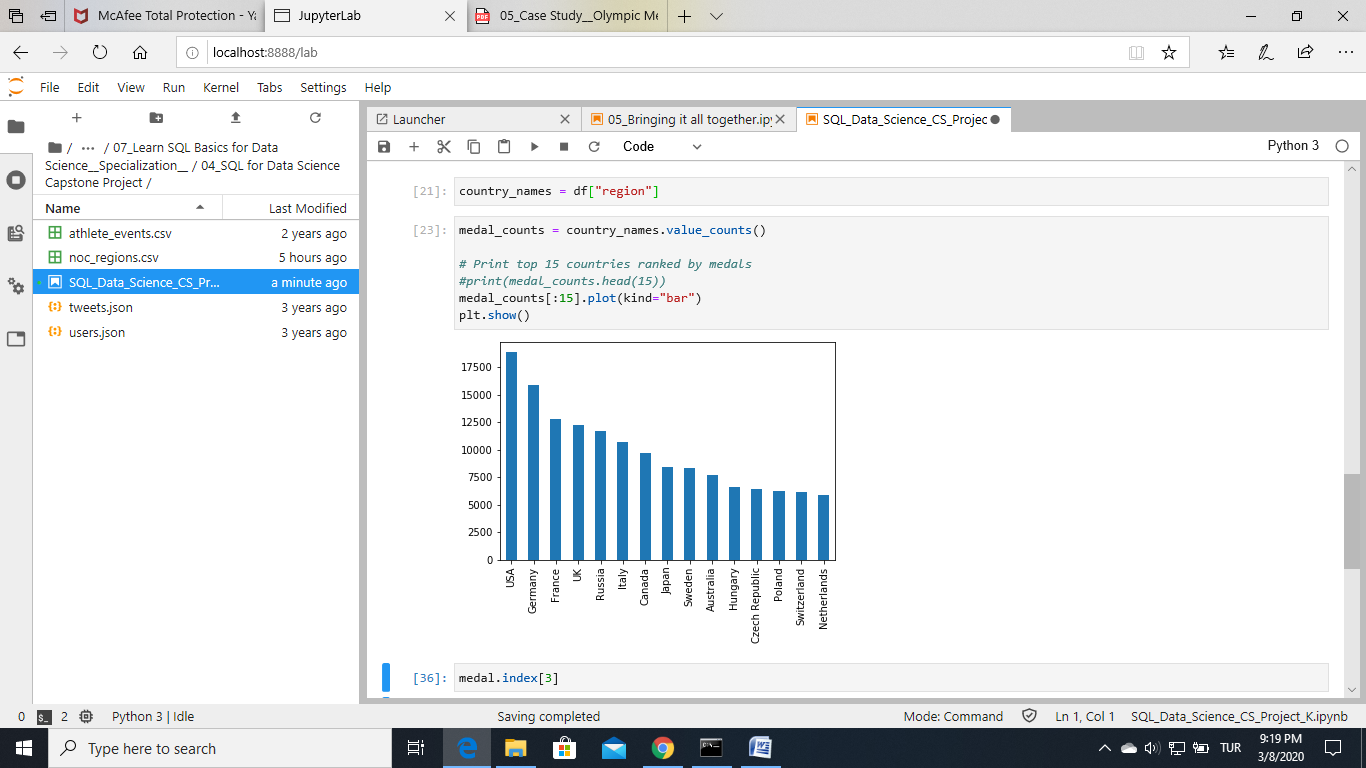 McAfee Total Protection - Ya
JupyterLab
05_Case Study__Olympic Me
localhost:8888/lab
File Edit View Run Kernel Tabs Settings Help
/ ··· / 07_Learn SQL Basics for Data
Science__Specialization__ / 04_SQL for Data Science
Capstone Project /
Name Last Modified
athlete_events.csv 2 years ago
noc_regions.csv 5 hours ago
SQL_Data_Science_CS_Pr... a minute ago
tweets.json 3 years ago
users.json 3 years ago
Launcher
05_Bringing it all together.ipy
SQL_Data_Science_CS_Projec
Code
Python 3
[21]: country_names = df["region"]
[23]: medal_counts = country_names.value_counts()
# Print top 15 countries ranked by medals
#print(medal_counts.head(15))
medal_counts[:15].plot(kind="bar")
plt.show()
17500
15000
12500
10000
7500
5000
2500
0
USA
Germany
France
UK
Russia
Italy
Canada
Japan
Sweden
Australia
Hungary
Czech Republic
Poland
Switzerland
Netherlands
[36]: medal.index[3]
0 2 Python 3 | Idle Saving completed Mode: Command Ln 1, Col 1 SQL_Data_Science_CS_Project_K.ipynb
Type here to search
TUR
9:19 PM
3/8/2020